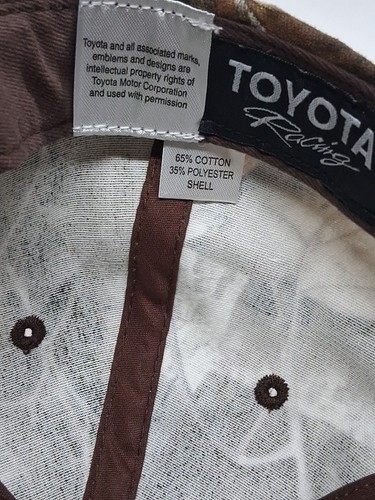 Toyota and all associated marks,
emblems and designs are
intellectual property rights of
Toyota Motor Corporation
and used with permission
TOYOTA
Racing
65% COTTON
35% POLYESTER
SHELL